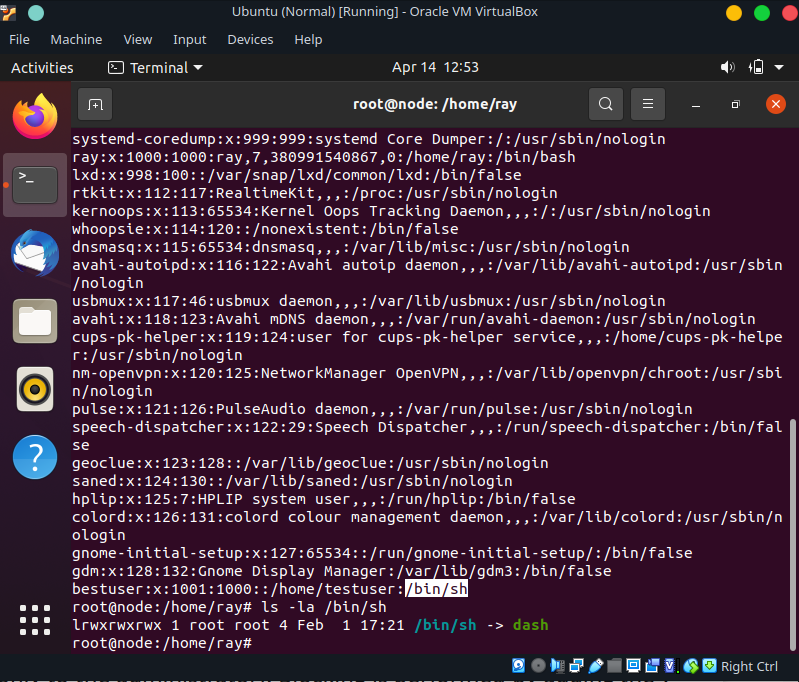 Ubuntu (Normal) [Running] - Oracle VM VirtualBox
File Machine View Input Devices Help
Activities Terminal Apr 14 12:53
root@node: /home/ray
systemd-coredump:x:999:999:systemd Core Dumper:/:/usr/sbin/nologin
ray:x:1000:1000:ray,7,380991540867,0:/home/ray:/bin/bash
lxd:x:998:100::/var/snap/lxd/common/lxd:/bin/false
rtkit:x:112:117:RealtimeKit,,,:/proc:/usr/sbin/nologin
kernoops:x:113:65534:Kernel Oops Tracking Daemon,,,:/:/usr/sbin/nologin
whoopsie:x:114:120::/nonexistent:/bin/false
dnsmasq:x:115:65534:dnsmasq,,,:/var/lib/misc:/usr/sbin/nologin
avahi-autoipd:x:116:122:Avahi autoip daemon,,,:/var/lib/avahi-autoipd:/usr/sbin
/nologin
usbmux:x:117:46:usbmux daemon,,,:/var/lib/usbmux:/usr/sbin/nologin
avahi:x:118:123:Avahi mDNS daemon,,,:/var/run/avahi-daemon:/usr/sbin/nologin
cups-pk-helper:x:119:124:user for cups-pk-helper service,,,:/home/cups-pk-helpe
r:/usr/sbin/nologin
nm-openvpn:x:120:125:NetworkManager OpenVPN,,,:/var/lib/openvpn/chroot:/usr/sbi
n/nologin
pulse:x:121:126:PulseAudio daemon,,,:/var/run/pulse:/usr/sbin/nologin
speech-dispatcher:x:122:29:Speech Dispatcher,,,:/run/speech-dispatcher:/bin/fal
se
geoclue:x:123:128::/var/lib/geoclue:/usr/sbin/nologin
saned:x:124:130::/var/lib/saned:/usr/sbin/nologin
hplip:x:125:7:HPLIP system user,,,:/run/hplip:/bin/false
colord:x:126:131:colord colour management daemon,,,:/var/lib/colord:/usr/sbin/n
ologin
gnome-initial-setup:x:127:65534::/run/gnome-initial-setup/:/bin/false
gdm:x:128:132:Gnome Display Manager:/var/lib/gdm3:/bin/false
bestuser:x:1001:1000::/home/testuser:/bin/sh
root@node:/home/ray# ls -la /bin/sh
lrwxrwxrwx 1 root root 4 Feb  1 17:21 /bin/sh -> dash
root@node:/home/ray#
Right Ctrl